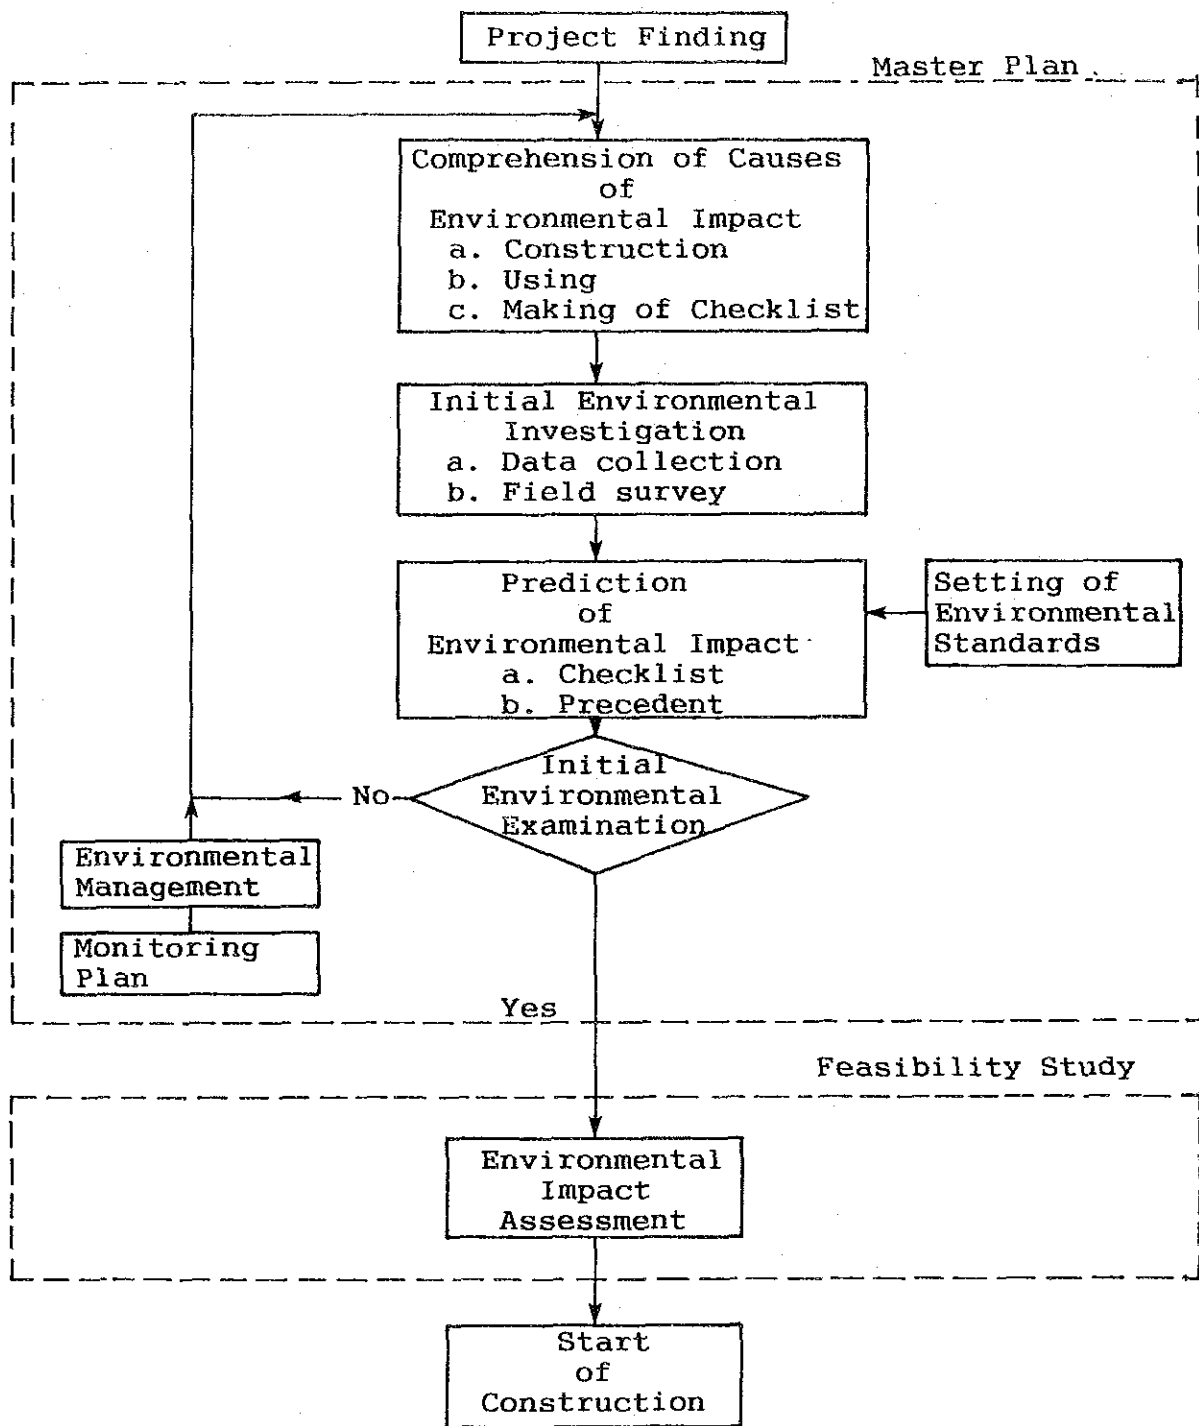 Project Finding
Master Plan
Comprehension of Causes
of
Environmental Impact
a. Construction
b. Using
c. Making of Checklist
Initial Environmental
Investigation
a. Data collection
b. Field survey
Prediction
of
Environmental Impact
a. Checklist
b. Precedent
Setting of
Environmental
Standards
Initial
Environmental
Examination
No
Environmental
Management
Monitoring
Plan
Yes
Feasibility Study
Environmental
Impact
Assessment
Start
of
Construction